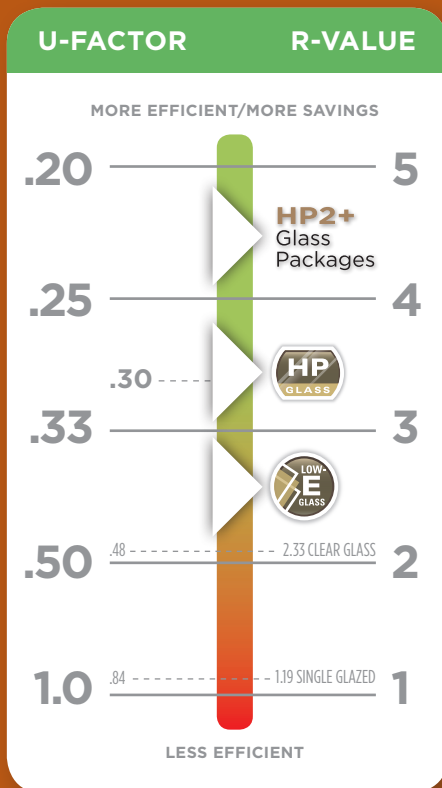 U-FACTOR R-VALUE
MORE EFFICIENT/MORE SAVINGS
.20 5
HP2+
Glass
Packages
.25 4
HP
GLASS
.30
.33 3
LOW-
E
GLASS
.48 2.33 CLEAR GLASS
.50 2
.84 1.19 SINGLE GLAZED
1.0 1
LESS EFFICIENT